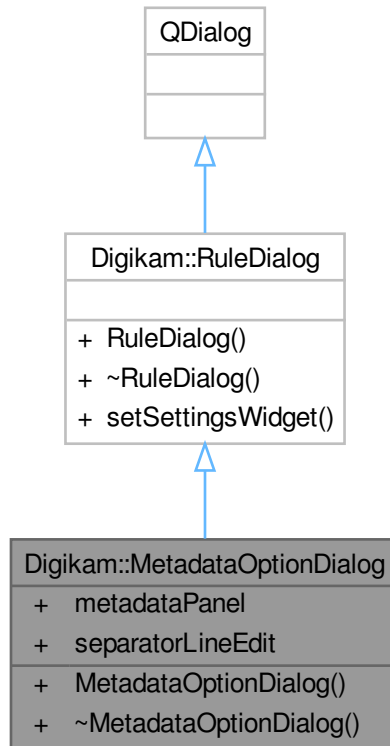 QDialog
Digikam::RuleDialog
+ RuleDialog()
+ ~RuleDialog()
+ setSettingsWidget()
Digikam::MetadataOptionDialog
+ metadataPanel
+ separatorLineEdit
+ MetadataOptionDialog()
+ ~MetadataOptionDialog()